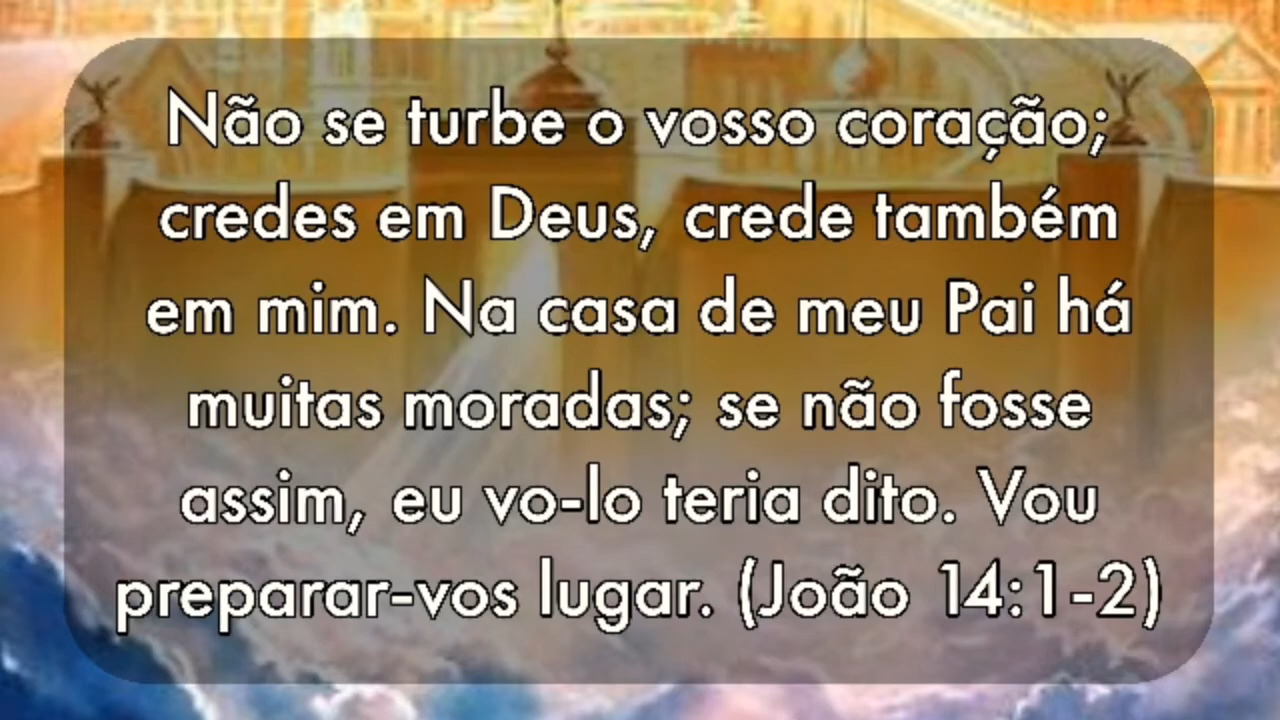 Não se turbe o vosso coração;
credes em Deus, crede também
em mim. Na casa de meu Pai há
muitas moradas; se não fosse
assim, eu vo-lo teria dito. Vou
preparar-vos lugar. (João 14:1-2)